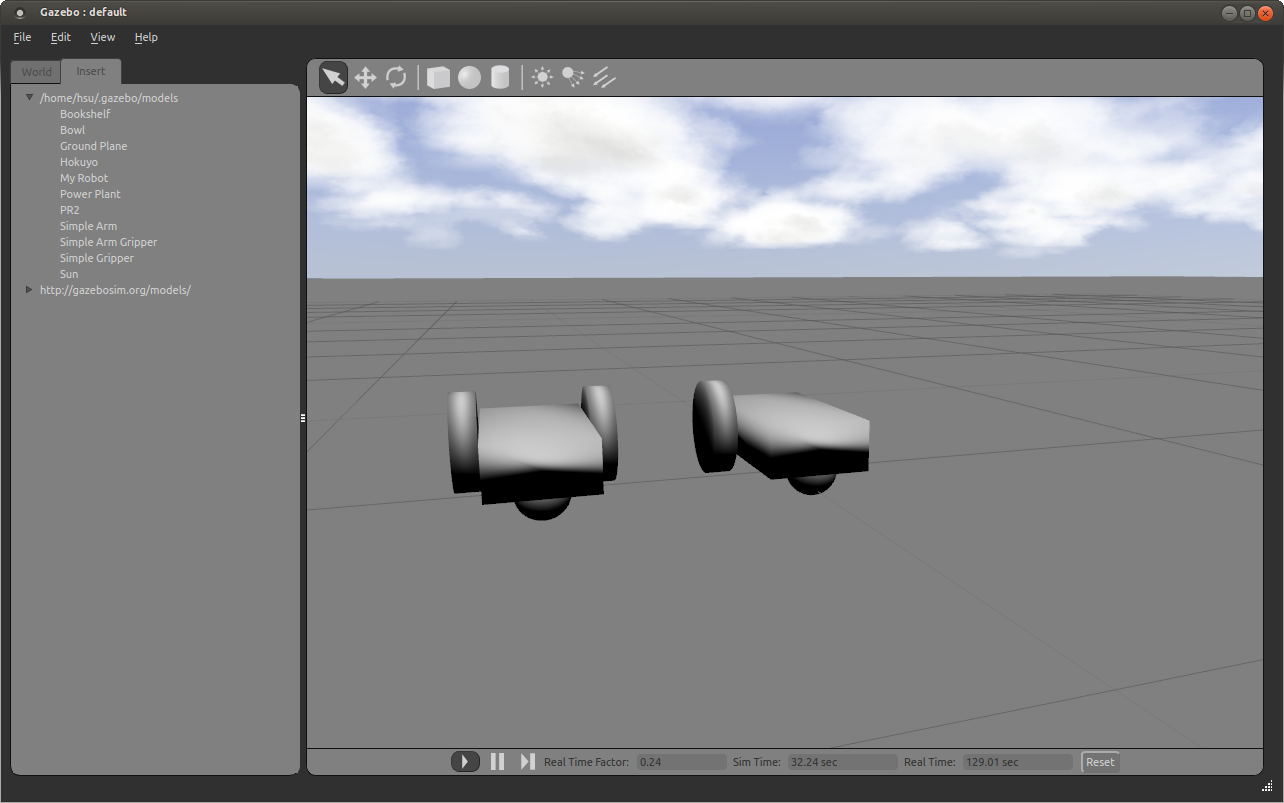 Gazebo : default
File Edit View Help
World Insert
/home/hsu/.gazebo/models
Bookshelf
Bowl
Ground Plane
Hokuyo
My Robot
Power Plant
PR2
Simple Arm
Simple Arm Gripper
Simple Gripper
Sun
http://gazebosim.org/models/
Real Time Factor: 0.24 Sim Time: 32.24 sec Real Time: 129.01 sec Reset